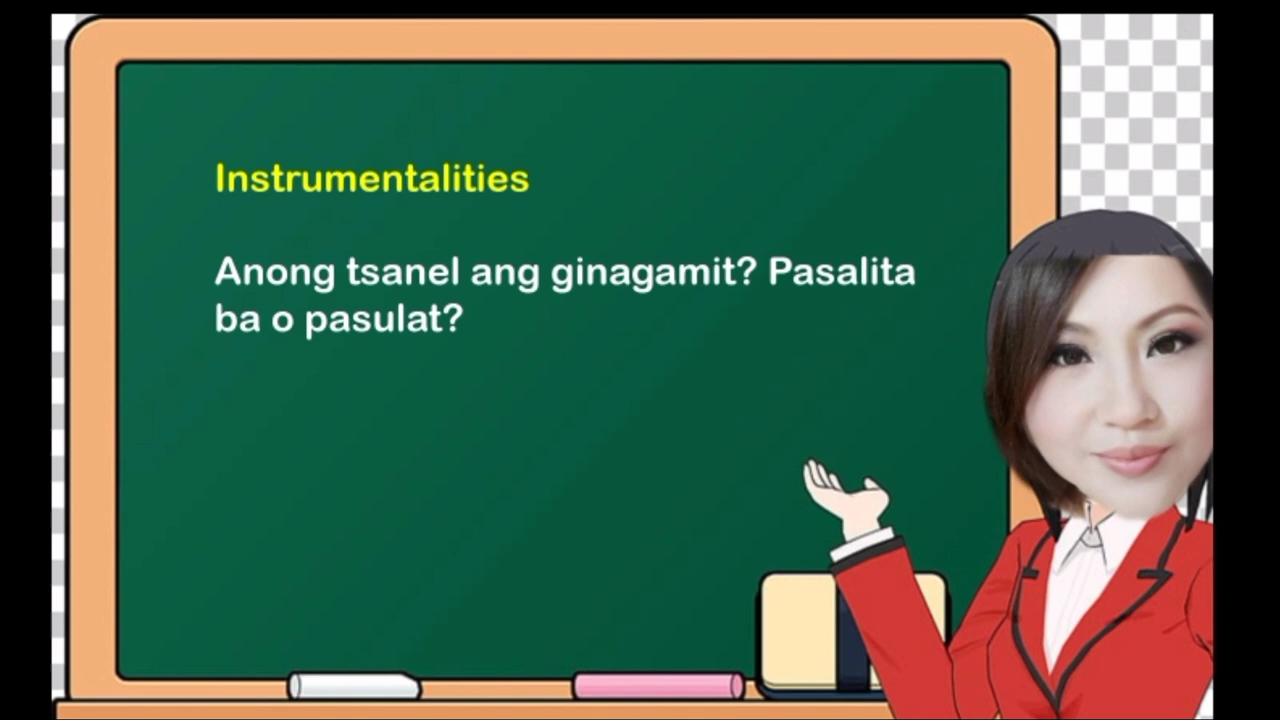 Instrumentalities
Anong tsanel ang ginagamit? Pasalita
ba o pasulat?